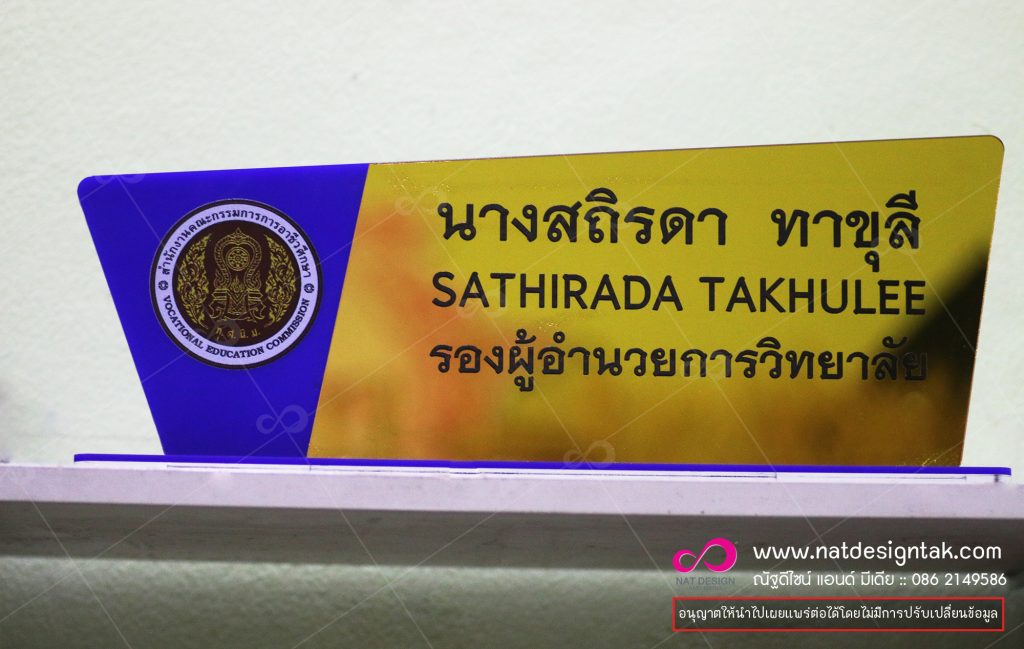 สำนักงานคณะกรรมการการอาชีวศึกษา
VOCATIONAL EDUCATION COMMISSION
ท.ส.นิ.ม.
นางสถิรดา ทาขุลี
SATHIRADA TAKHULEE
รองผู้อำนวยการวิทยาลัย
NAT DESIGN
www.natdesigntak.com
ณัฐดีไซน์ แอนด์ มีเดีย :: 086 2149586
อนุญาตให้นำไปเผยแพร่ต่อได้โดยไม่มีการปรับเปลี่ยนข้อมูล